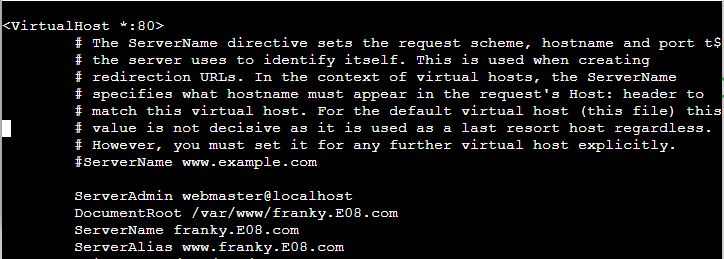 <VirtualHost *:80>
# The ServerName directive sets the request scheme, hostname and port t$
# the server uses to identify itself. This is used when creating
# redirection URLs. In the context of virtual hosts, the ServerName
# specifies what hostname must appear in the request's Host: header to
# match this virtual host. For the default virtual host (this file) this
# value is not decisive as it is used as a last resort host regardless.
# However, you must set it for any further virtual host explicitly.
#ServerName www.example.com
ServerAdmin webmaster@localhost
DocumentRoot /var/www/franky.E08.com
ServerName franky.E08.com
ServerAlias www.franky.E08.com